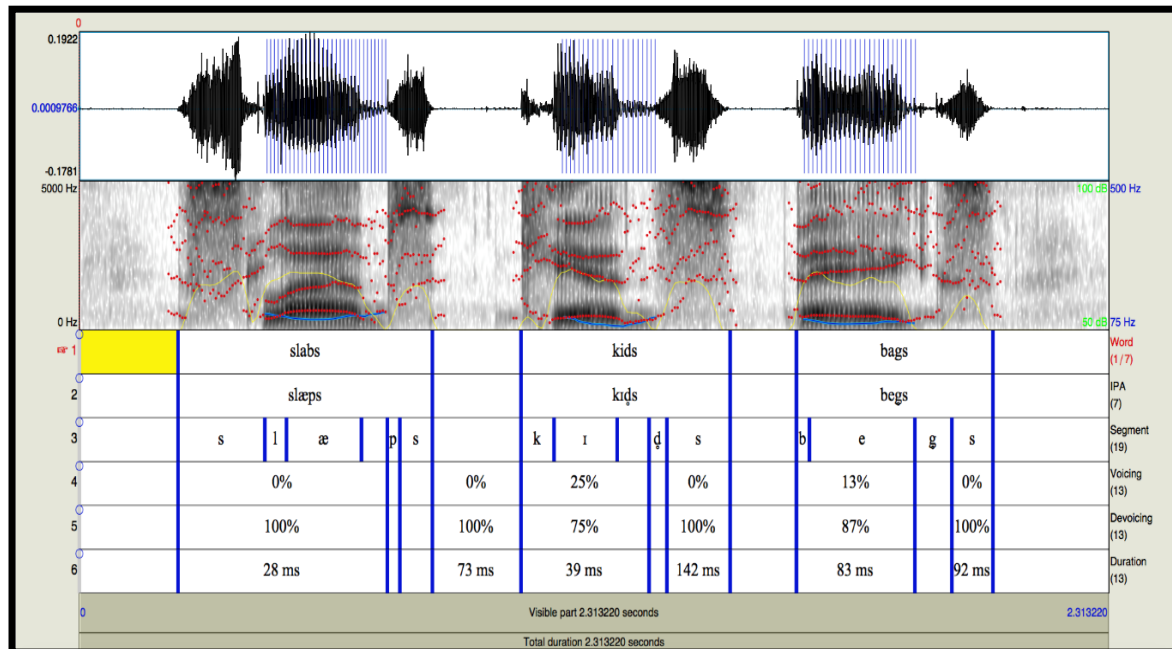 0
0.1922
0.0009766
-0.1781
5000 Hz 100 dB 500 Hz
0 Hz 50 dB 75 Hz
1 slabs kids bags Word (1/7)
2 slæps kɪd̥s beg̥s IPA (7)
3 s l æ p s k ɪ d̥ s b e g̥ s Segment (19)
4 0% 0% 25% 0% 13% 0% Voicing (13)
5 100% 100% 75% 100% 87% 100% Devoicing (13)
6 28 ms 73 ms 39 ms 142 ms 83 ms 92 ms Duration (13)
0 Visible part 2.313220 seconds 2.313220
Total duration 2.313220 seconds